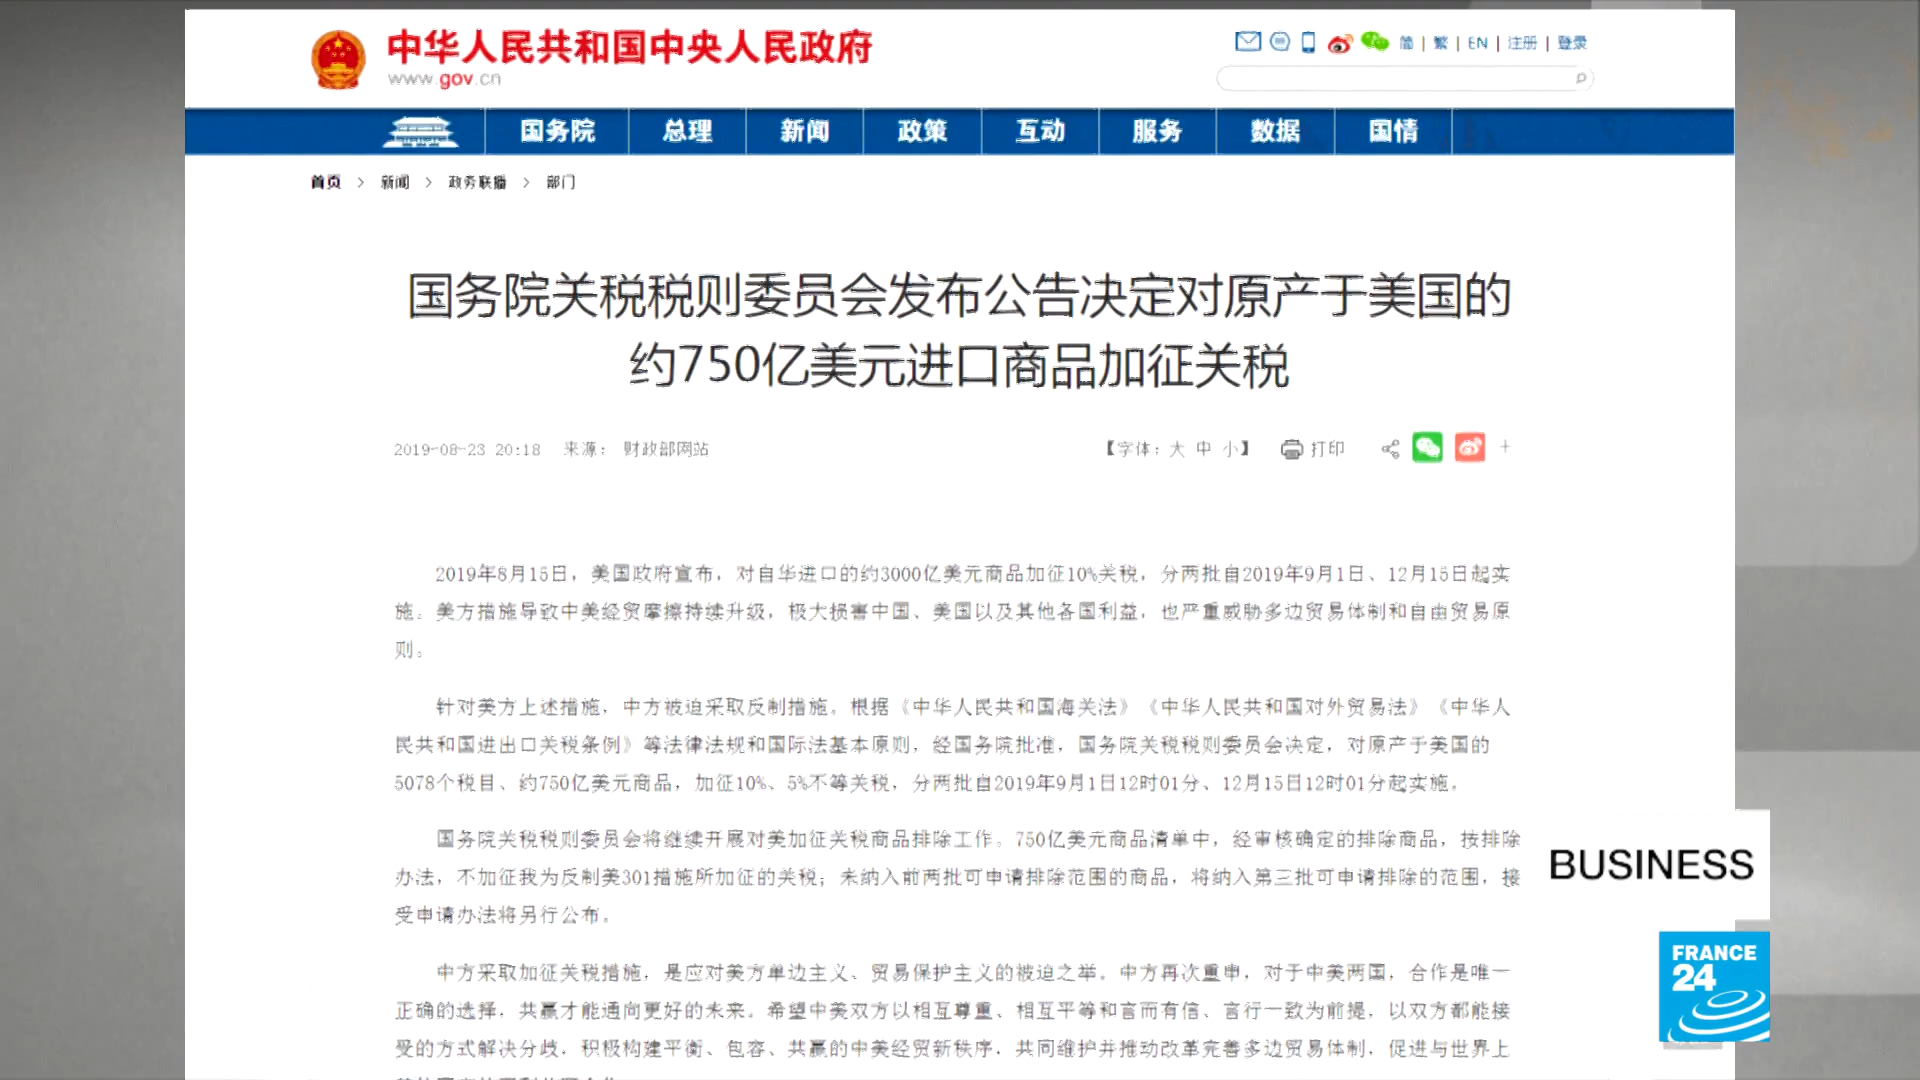 中华人民共和国中央人民政府
www.gov.cn
简 | 繁 | EN | 注册 | 登录
国务院 总理 新闻 政策 互动 服务 数据 国情
首页 > 新闻 > 政务联播 > 部门
国务院关税税则委员会发布公告决定对原产于美国的
约750亿美元进口商品加征关税
2019-08-23 20:18 来源： 财政部网站 【字体：大 中 小】 打印 +
2019年8月15日，美国政府宣布，对自华进口的约3000亿美元商品加征10%关税，分两批自2019年9月1日、12月15日起实
施。美方措施导致中美经贸摩擦持续升级，极大损害中国、美国以及其他各国利益，也严重威胁多边贸易体制和自由贸易原
则。
针对美方上述措施，中方被迫采取反制措施。根据《中华人民共和国海关法》《中华人民共和国对外贸易法》《中华人
民共和国进出口关税条例》等法律法规和国际法基本原则，经国务院批准，国务院关税税则委员会决定，对原产于美国的
5078个税目、约750亿美元商品，加征10%、5%不等关税，分两批自2019年9月1日12时01分、12月15日12时01分起实施。
国务院关税税则委员会将继续开展对美加征关税商品排除工作。750亿美元商品清单中，经审核确定的排除商品，按排除
办法，不加征我为反制美301措施所加征的关税；未纳入前两批可申请排除范围的商品，将纳入第三批可申请排除的范围，接
受申请办法将另行公布。
中方采取加征关税措施，是应对美方单边主义、贸易保护主义的被迫之举。中方再次重申，对于中美两国，合作是唯一
正确的选择，共赢才能通向更好的未来。希望中美双方以相互尊重、相互平等和言而有信、言行一致为前提，以双方都能接
受的方式解决分歧，积极构建平衡、包容、共赢的中美经贸新秩序，共同维护并推动改革完善多边贸易体制，促进与世界上
BUSINESS
FRANCE
24